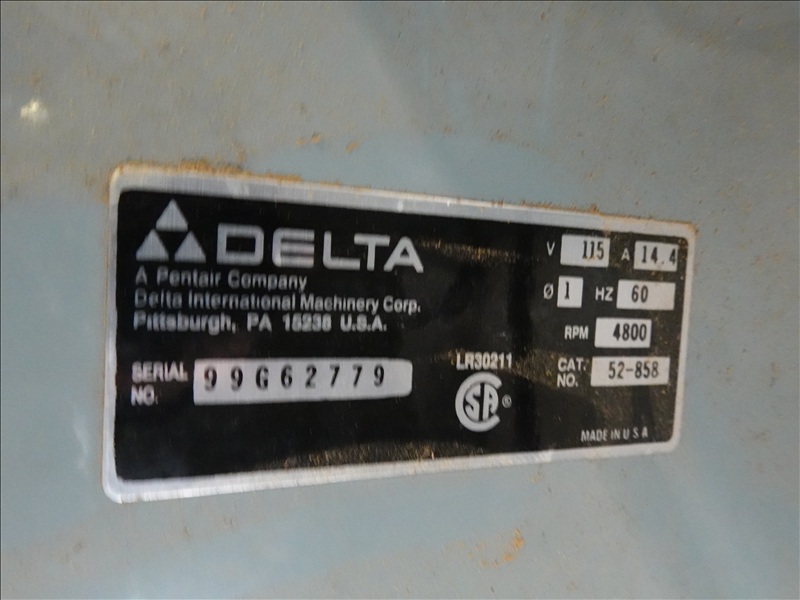 DELTA
A Pentair Company
Delta International Machinery Corp.
Pittsburgh, PA 15238 U.S.A.
SERIAL NO. 99G62779
LR30211
SA ®
V 115 A 14.4
Ø 1 HZ 60
RPM 4800
CAT. NO. 52-858
MADE IN U S A